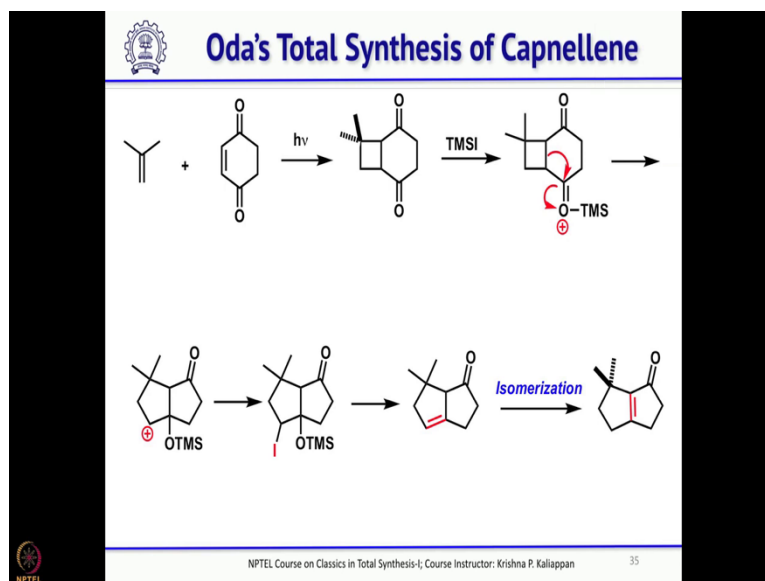 Oda's Total Synthesis of Capnellene
O
O
O
+
hν
TMSI
O
O
O–TMS
⊕
O
O
O
O
⊕
OTMS
I
OTMS
Isomerization
NPTEL
NPTEL Course on Classics in Total Synthesis-I; Course Instructor: Krishna P. Kaliappan
35